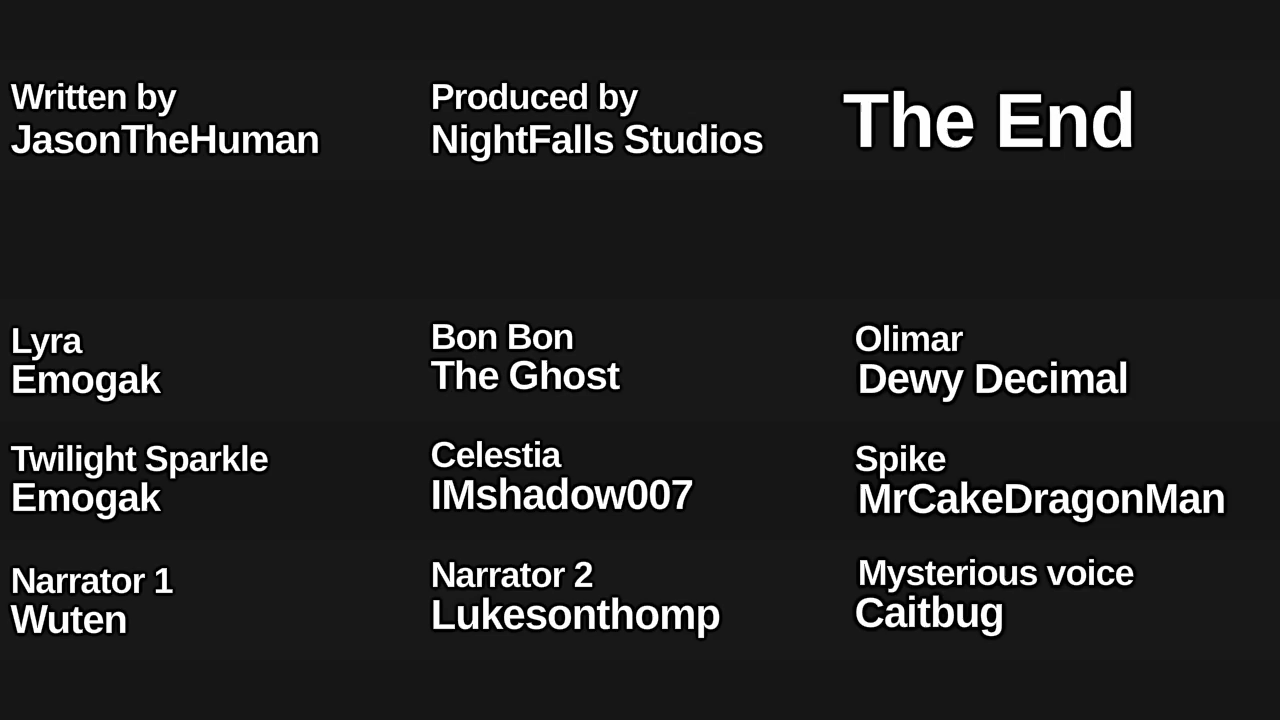 Written by
JasonTheHuman
Produced by
NightFalls Studios
The End
Lyra
Emogak
Bon Bon
The Ghost
Olimar
Dewy Decimal
Twilight Sparkle
Emogak
Celestia
IMshadow007
Spike
MrCakeDragonMan
Narrator 1
Wuten
Narrator 2
Lukesonthomp
Mysterious voice
Caitbug